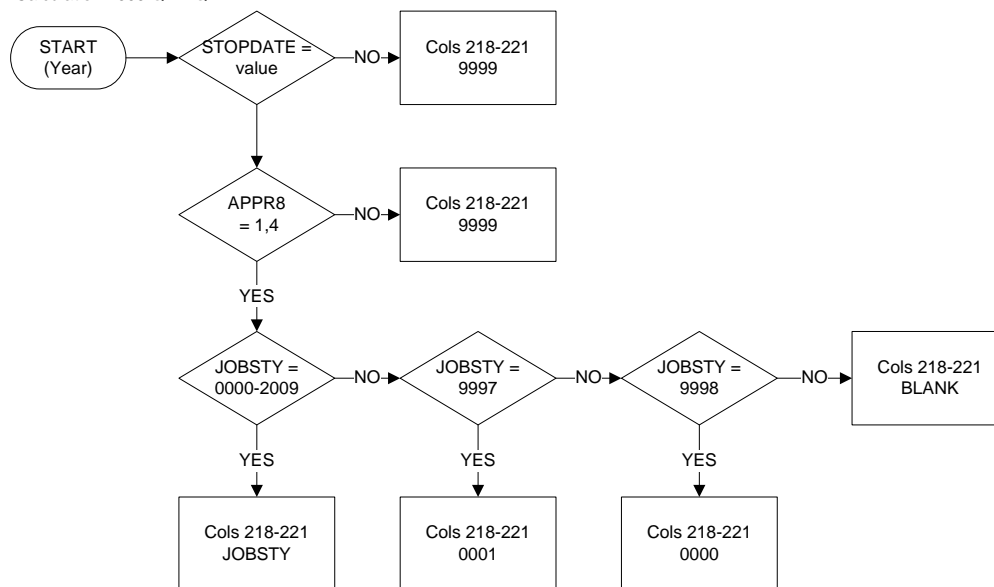 START
(Year)
STOPDATE =
value
NO
Cols 218-221
9999
APPR8
= 1,4
NO
Cols 218-221
9999
YES
JOBSTY =
0000-2009
NO
JOBSTY =
9997
NO
JOBSTY =
9998
NO
Cols 218-221
BLANK
YES
YES
YES
Cols 218-221
JOBSTY
Cols 218-221
0001
Cols 218-221
0000